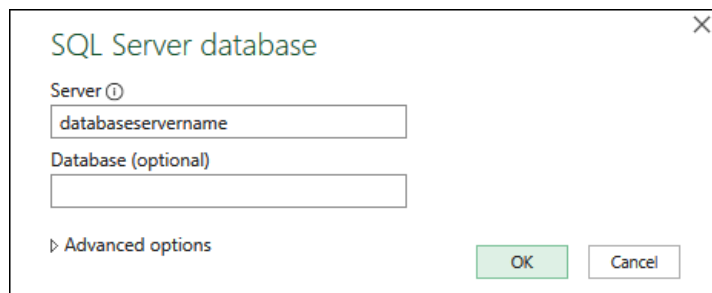 SQL Server database
Server
databaseservername
Database (optional)
Advanced options
OK
Cancel